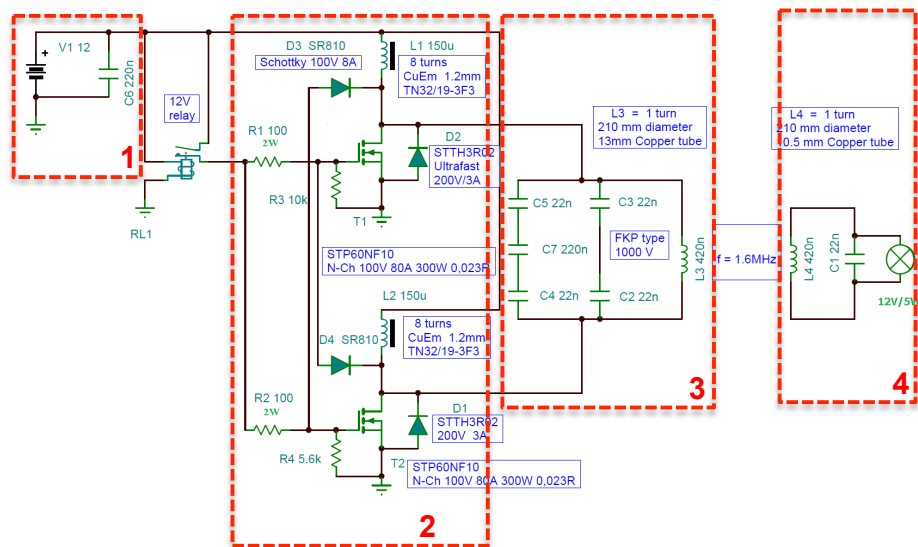 V1 12
C6 220n
1
12V
relay
RL1
D3 SR810
Schottky 100V 8A
L1 150u
8 turns
CuEm 1.2mm
TN32/19-3F3
R1 100
2W
R3 10k
T1
D2
STTH3R02
Ultrafast
200V/3A
STP60NF10
N-Ch 100V 80A 300W 0,023R
L2 150u
8 turns
CuEm 1.2mm
TN32/19-3F3
D4 SR810
R2 100
2W
R4 5.6k
T2
D1
STTH3R02
200V 3A
STP60NF10
N-Ch 100V 80A 300W 0,023R
2
L3 = 1 turn
210 mm diameter
13mm Copper tube
C5 22n
C3 22n
C7 220n
FKP type
1000 V
C4 22n
C2 22n
L3 420n
3
f = 1.6MHz
L4 = 1 turn
210 mm diameter
10.5 mm Copper tube
L4 420n
C1 22n
12V/5W
4